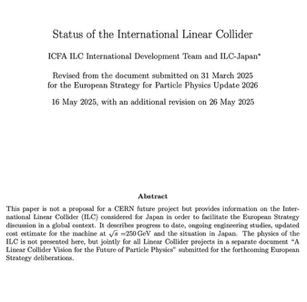 Status of the International Linear Collider
ICFA ILC International Development Team and ILC-Japan*
Revised from the document submitted on 31 March 2025
for the European Strategy for Particle Physics Update 2026
16 May 2025, with an additional revision on 26 May 2025
Abstract
This paper is not a proposal for a CERN future project but provides information on the Inter-
national Linear Collider (ILC) considered for Japan in order to facilitate the European Strategy
discussion in a global context. It describes progress to date, ongoing engineering studies, updated
cost estimate for the machine at √s =250 GeV and the situation in Japan. The physics of the
ILC is not presented here, but jointly for all Linear Collider projects in a separate document “A
Linear Collider Vision for the Future of Particle Physics” submitted for the forthcoming European
Strategy deliberations.